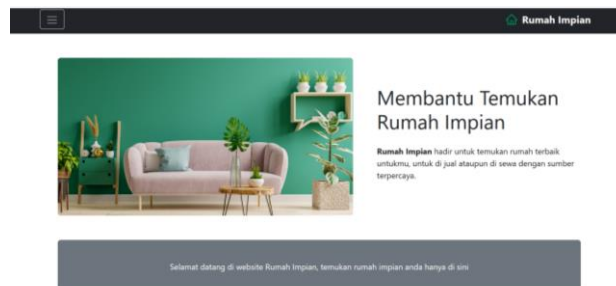 Rumah Impian
Membantu Temukan
Rumah Impian
Rumah Impian hadir untuk temukan rumah terbaik
untukmu, untuk di jual ataupun di sewa dengan sumber
terpercaya.
Selamat datang di website Rumah Impian, temukan rumah impian anda hanya di sini